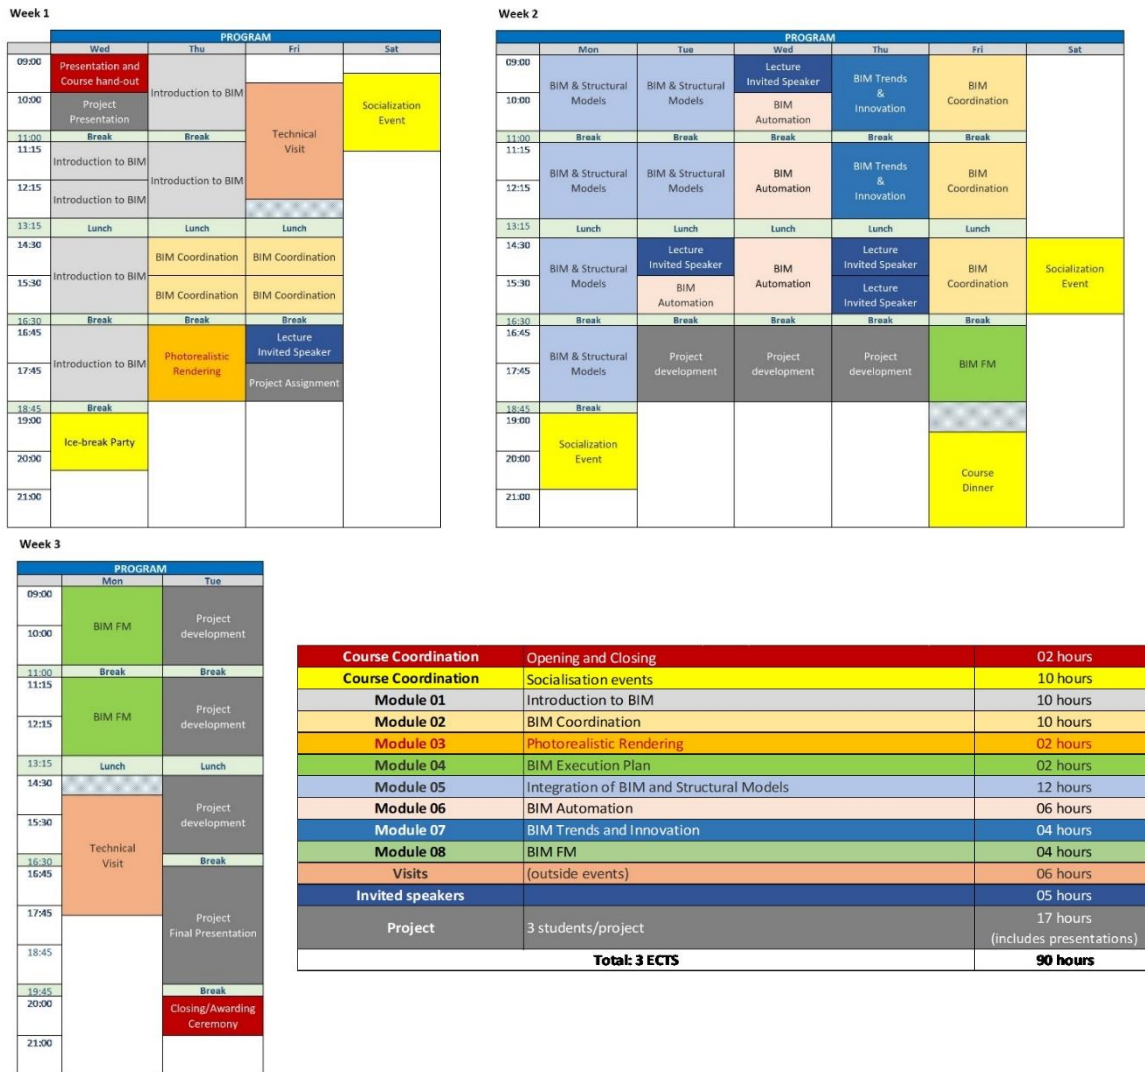 Week 1
PROGRAM
Wed Thu Fri Sat
09:00
Presentation and
Course hand-out
Introduction to BIM
10:00
Project
Presentation
Technical
Visit
Socialization
Event
11:00 Break Break
11:15
Introduction to BIM
Introduction to BIM
12:15
Introduction to BIM
13:15 Lunch Lunch Lunch
14:30
Introduction to BIM
BIM Coordination BIM Coordination
15:30
BIM Coordination BIM Coordination
16:30 Break Break Break
16:45
Introduction to BIM
Photorealistic
Rendering
Lecture
Invited Speaker
17:45
Project Assignment
18:45 Break
19:00
Ice-break Party
20:00
21:00
Week 2
PROGRAM
Mon Tue Wed Thu Fri Sat
09:00
BIM & Structural
Models
BIM & Structural
Models
Lecture
Invited Speaker
BIM Trends
&
Innovation
BIM
Coordination
10:00
BIM
Automation
11:00 Break Break Break Break Break
11:15
BIM & Structural
Models
BIM & Structural
Models
BIM
Automation
BIM Trends
&
Innovation
BIM
Coordination
12:15
13:15 Lunch Lunch Lunch Lunch Lunch
14:30
BIM & Structural
Models
Lecture
Invited Speaker
BIM
Automation
Lecture
Invited Speaker
BIM
Coordination
Socialization
Event
15:30
BIM
Automation
Lecture
Invited Speaker
16:30 Break Break Break Break Break
16:45
BIM & Structural
Models
Project
development
Project
development
Project
development
BIM FM
17:45
18:45 Break
19:00
Socialization
Event
20:00
Course
Dinner
21:00
Week 3
PROGRAM
Mon Tue
09:00
BIM FM
Project
development
10:00
11:00 Break Break
11:15
BIM FM
Project
development
12:15
13:15 Lunch Lunch
14:30
Project
development
15:30
Technical
Visit
16:30 Break
16:45
Project
Final Presentation
17:45
18:45
19:45 Break
20:00
Closing/Awarding
Ceremony
21:00
Course Coordination Opening and Closing 02 hours
Course Coordination Socialisation events 10 hours
Module 01 Introduction to BIM 10 hours
Module 02 BIM Coordination 10 hours
Module 03 Photorealistic Rendering 02 hours
Module 04 BIM Execution Plan 02 hours
Module 05 Integration of BIM and Structural Models 12 hours
Module 06 BIM Automation 06 hours
Module 07 BIM Trends and Innovation 04 hours
Module 08 BIM FM 04 hours
Visits (outside events) 06 hours
Invited speakers 05 hours
Project 3 students/project 17 hours
(includes presentations)
Total: 3 ECTS 90 hours